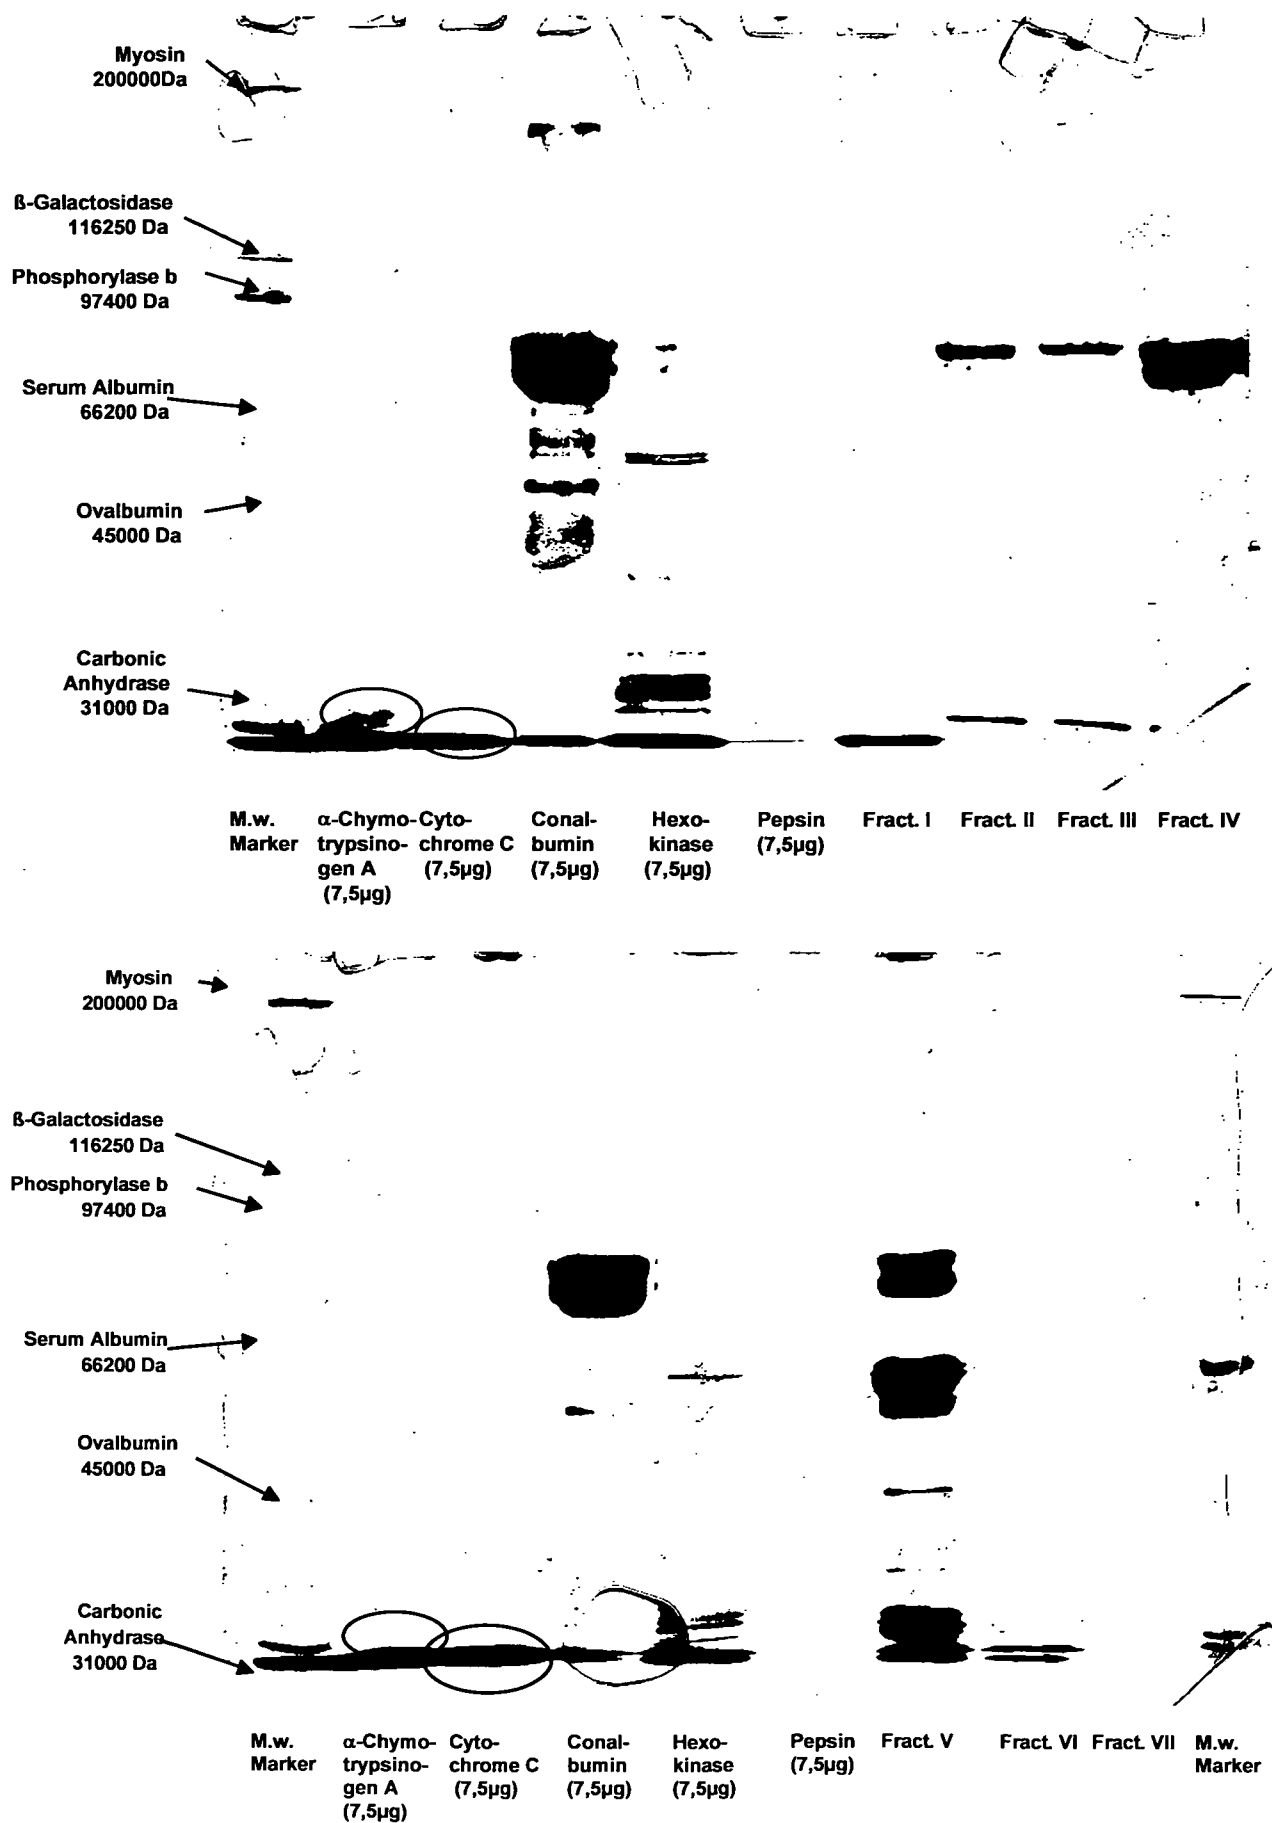 Myosin
200000Da
ß-Galactosidase
116250 Da
Phosphorylase b
97400 Da
Serum Albumin
66200 Da
Ovalbumin
45000 Da
Carbonic
Anhydrase
31000 Da
M.w.
Marker
α-Chymo-
trypsino-
gen A
(7,5µg)
Cyto-
chrome C
(7,5µg)
Conal-
bumin
(7,5µg)
Hexo-
kinase
(7,5µg)
Pepsin
(7,5µg)
Fract. I
Fract. II
Fract. III
Fract. IV
Myosin
200000 Da
ß-Galactosidase
116250 Da
Phosphorylase b
97400 Da
Serum Albumin
66200 Da
Ovalbumin
45000 Da
Carbonic
Anhydrase
31000 Da
M.w.
Marker
α-Chymo-
trypsino-
gen A
(7,5µg)
Cyto-
chrome C
(7,5µg)
Conal-
bumin
(7,5µg)
Hexo-
kinase
(7,5µg)
Pepsin
(7,5µg)
Fract. V
Fract. VI
Fract. VII
M.w.
Marker